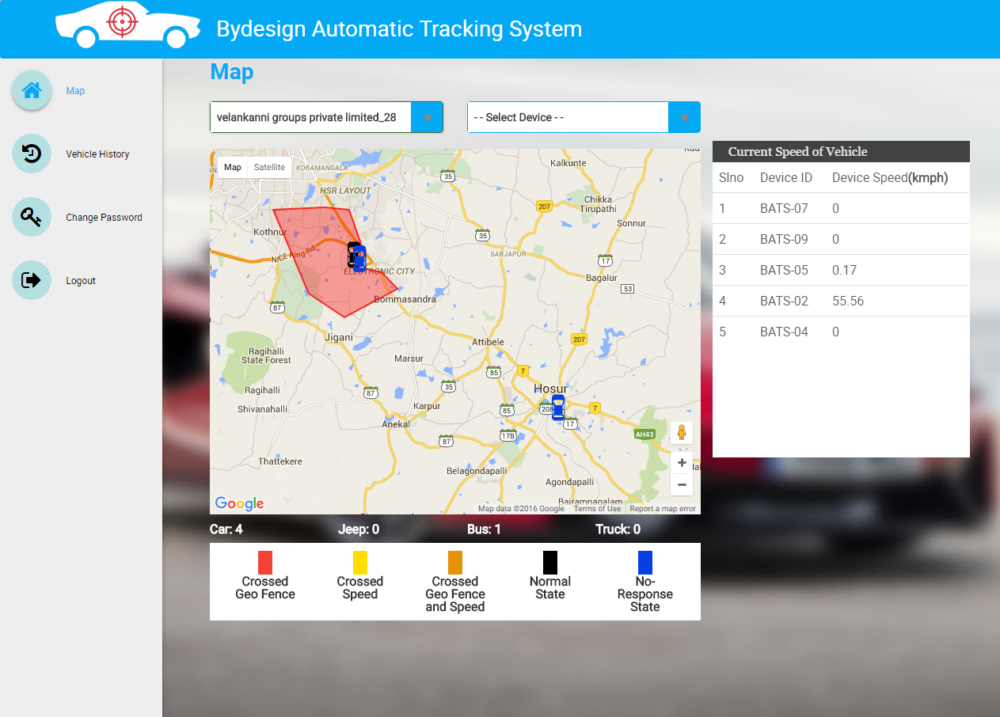 Bydesign Automatic Tracking System
Map
Vehicle History
Change Password
Logout
Map
velankanni groups private limited_28
- - Select Device - -
Map
Satellite
KORAMANGALA
HSR LAYOUT
Kothnur
NICE Ring Rd
ELECTRONIC CITY
Bommasandra
87
Jigani
Ragihalli
State Forest
Ragihalli
Shivanahalli
Thattekere
Marsur
87
35
Karpur
Anekal
87
35
Kalkunte
207
Chikka
Tirupathi
Sonnur
35
SARJAPUR
17
Bagalur
53
Attibele
207
85
7
Hosur
85
208
7
17
17B
AH43
Belagondapalli
Agondapalli
Bairamnagalam
+
−
Google
Map data ©2016 Google
Terms of Use
Report a map error
Car: 4
Jeep: 0
Bus: 1
Truck: 0
Crossed
Geo Fence
Crossed
Speed
Crossed
Geo Fence
and Speed
Normal
State
No-
Response
State
Current Speed of Vehicle
Slno Device ID Device Speed(kmph)
1 BATS-07 0
2 BATS-09 0
3 BATS-05 0.17
4 BATS-02 55.56
5 BATS-04 0